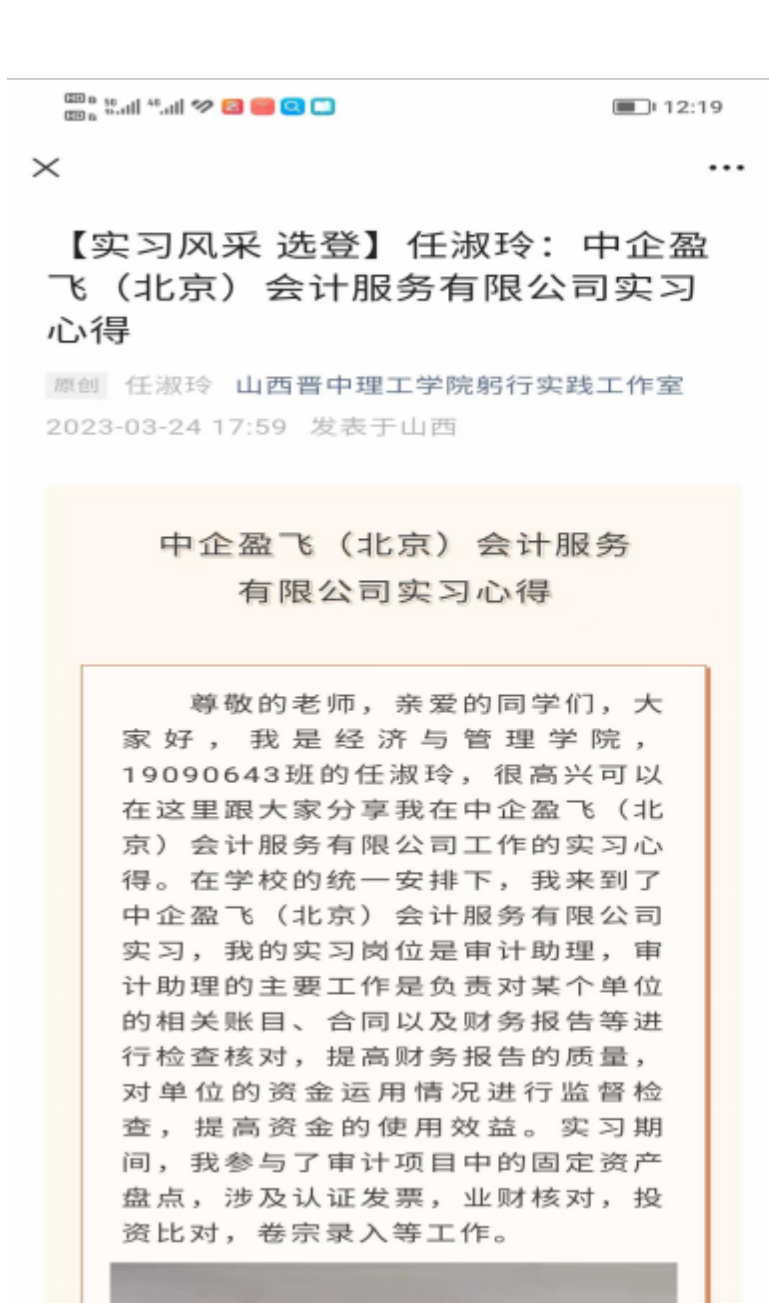 12:19
【实习风采 选登】任淑玲：中企盈
飞（北京）会计服务有限公司实习
心得
原创 任淑玲 山西晋中理工学院躬行实践工作室
2023-03-24 17:59 发表于山西
中企盈飞（北京）会计服务
有限公司实习心得
尊敬的老师，亲爱的同学们，大
家好，我是经济与管理学院，
19090643班的任淑玲，很高兴可以
在这里跟大家分享我在中企盈飞（北
京）会计服务有限公司工作的实习心
得。在学校的统一安排下，我来到了
中企盈飞（北京）会计服务有限公司
实习，我的实习岗位是审计助理，审
计助理的主要工作是负责对某个单位
的相关账目、合同以及财务报告等进
行检查核对，提高财务报告的质量，
对单位的资金运用情况进行监督检
查，提高资金的使用效益。实习期
间，我参与了审计项目中的固定资产
盘点，涉及认证发票，业财核对，投
资比对，卷宗录入等工作。